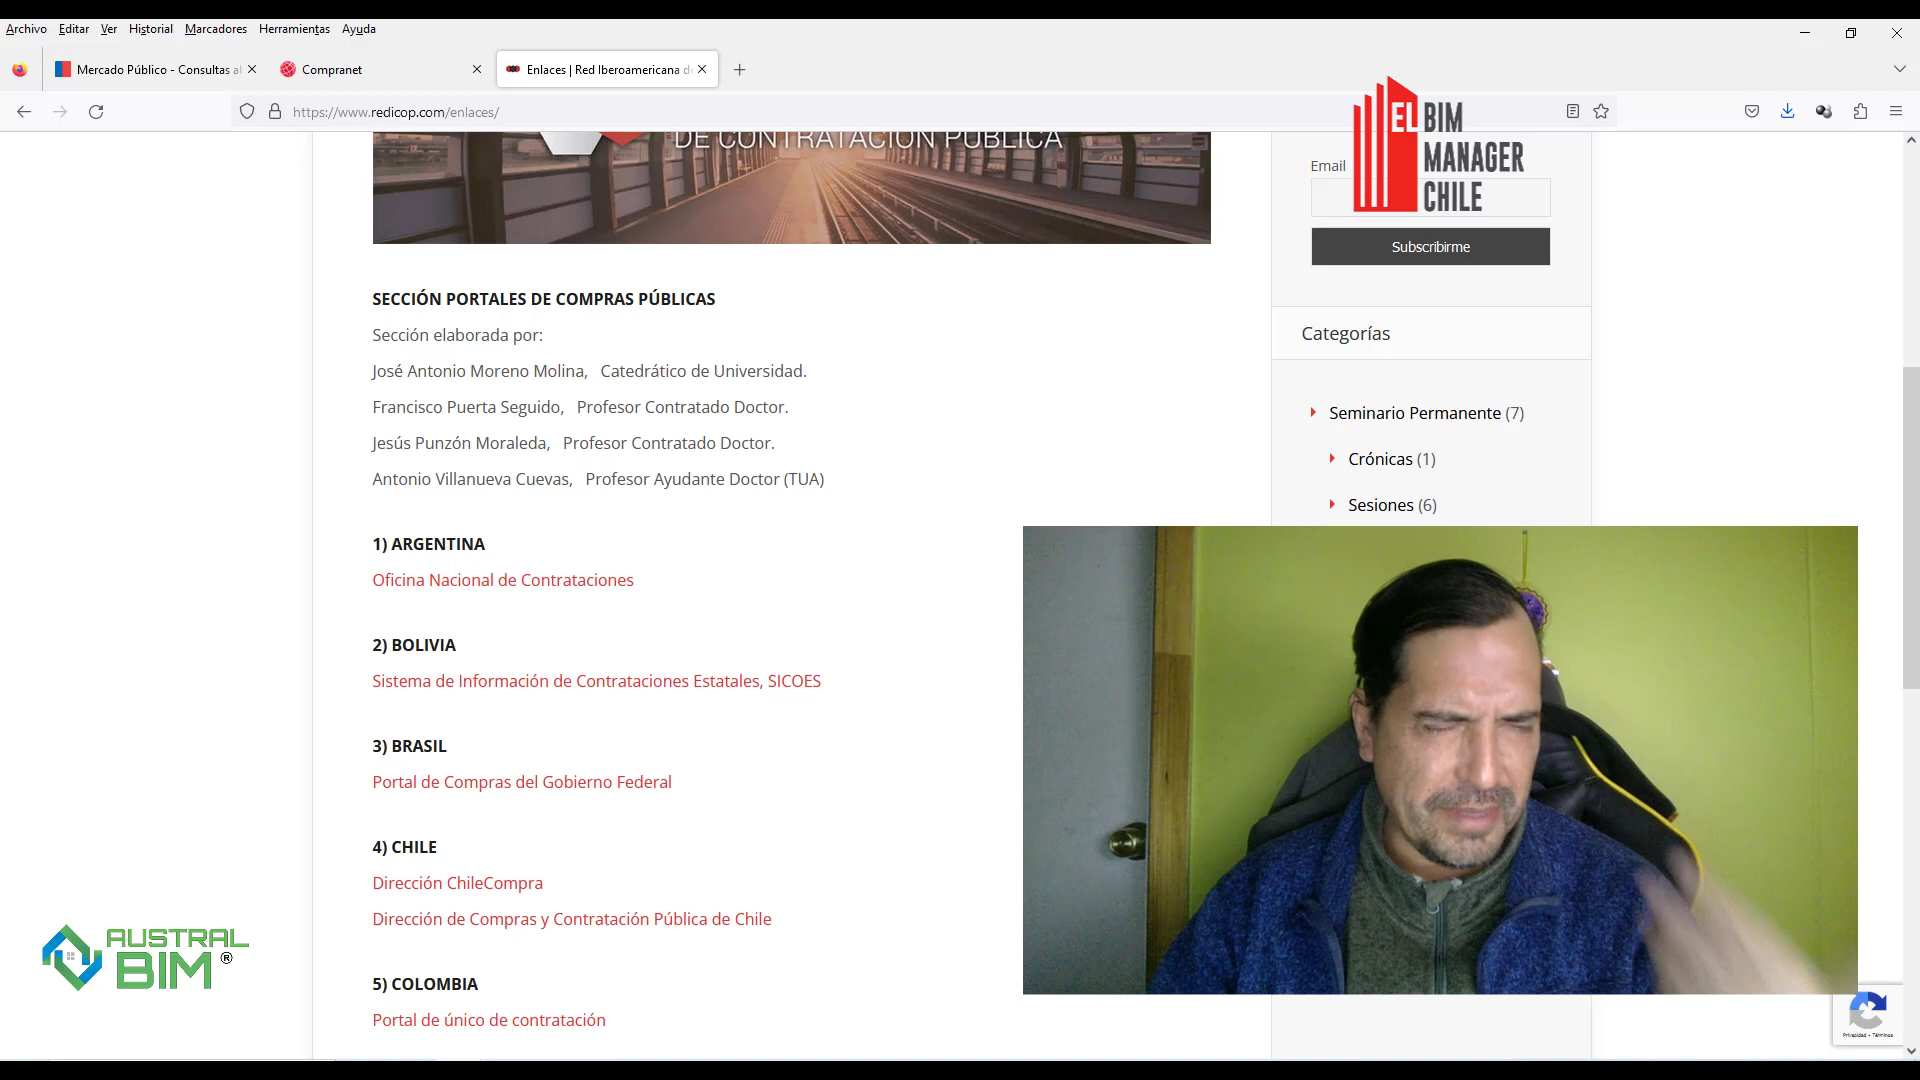 Archivo Editar Ver Historial Marcadores Herramientas Ayuda
Mercado Público - Consultas al
Compranet
Enlaces | Red Iberoamericana de
https://www.redicop.com/enlaces/
DE CONTRATACIÓN PÚBLICA
EL BIM
MANAGER
CHILE
Email
Subscribirme
SECCIÓN PORTALES DE COMPRAS PÚBLICAS
Sección elaborada por:
José Antonio Moreno Molina, Catedrático de Universidad.
Francisco Puerta Seguido, Profesor Contratado Doctor.
Jesús Punzón Moraleda, Profesor Contratado Doctor.
Antonio Villanueva Cuevas, Profesor Ayudante Doctor (TUA)
Categorías
Seminario Permanente (7)
Crónicas (1)
Sesiones (6)
1) ARGENTINA
Oficina Nacional de Contrataciones
2) BOLIVIA
Sistema de Información de Contrataciones Estatales, SICOES
3) BRASIL
Portal de Compras del Gobierno Federal
4) CHILE
Dirección ChileCompra
Dirección de Compras y Contratación Pública de Chile
5) COLOMBIA
Portal de único de contratación
AUSTRAL
BIM ®
Privacidad - Términos